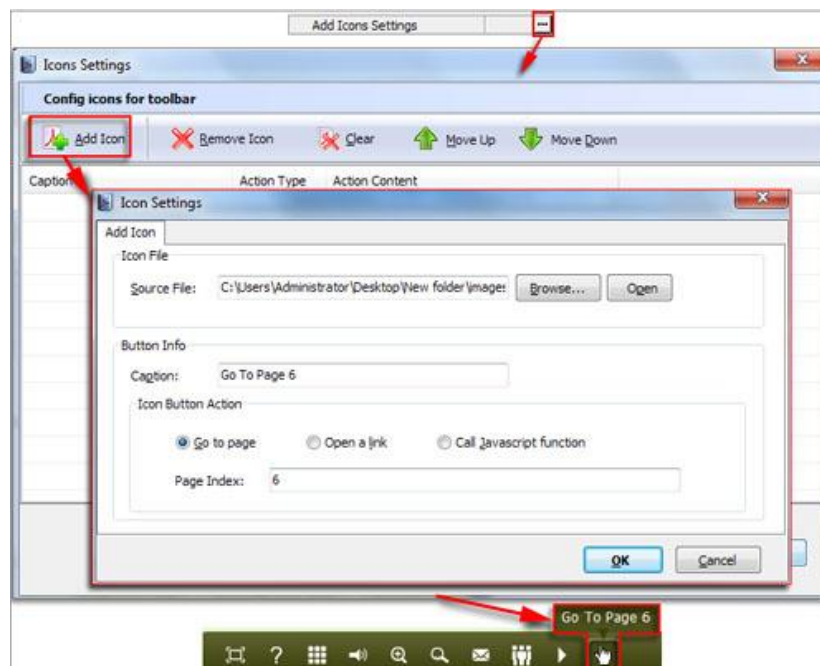 Add Icons Settings
Icons Settings
Config icons for toolbar
Add Icon Remove Icon Clear Move Up Move Down
Caption Action Type Action Content
Icon Settings
Add Icon
Icon File
Source File: C:\Users\Administrator\Desktop\New folder\images Browse... Open
Button Info
Caption: Go To Page 6
Icon Button Action
Go to page Open a link Call Javascript function
Page Index: 6
OK Cancel
Go To Page 6